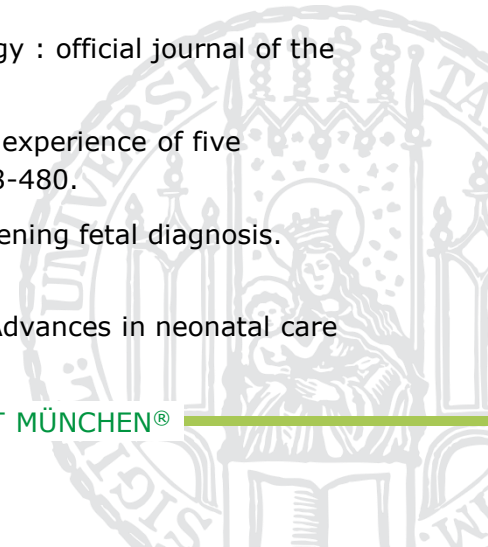 gy : official journal of the
experience of five
3-480.
ening fetal diagnosis.
Advances in neonatal care
T MÜNCHEN®